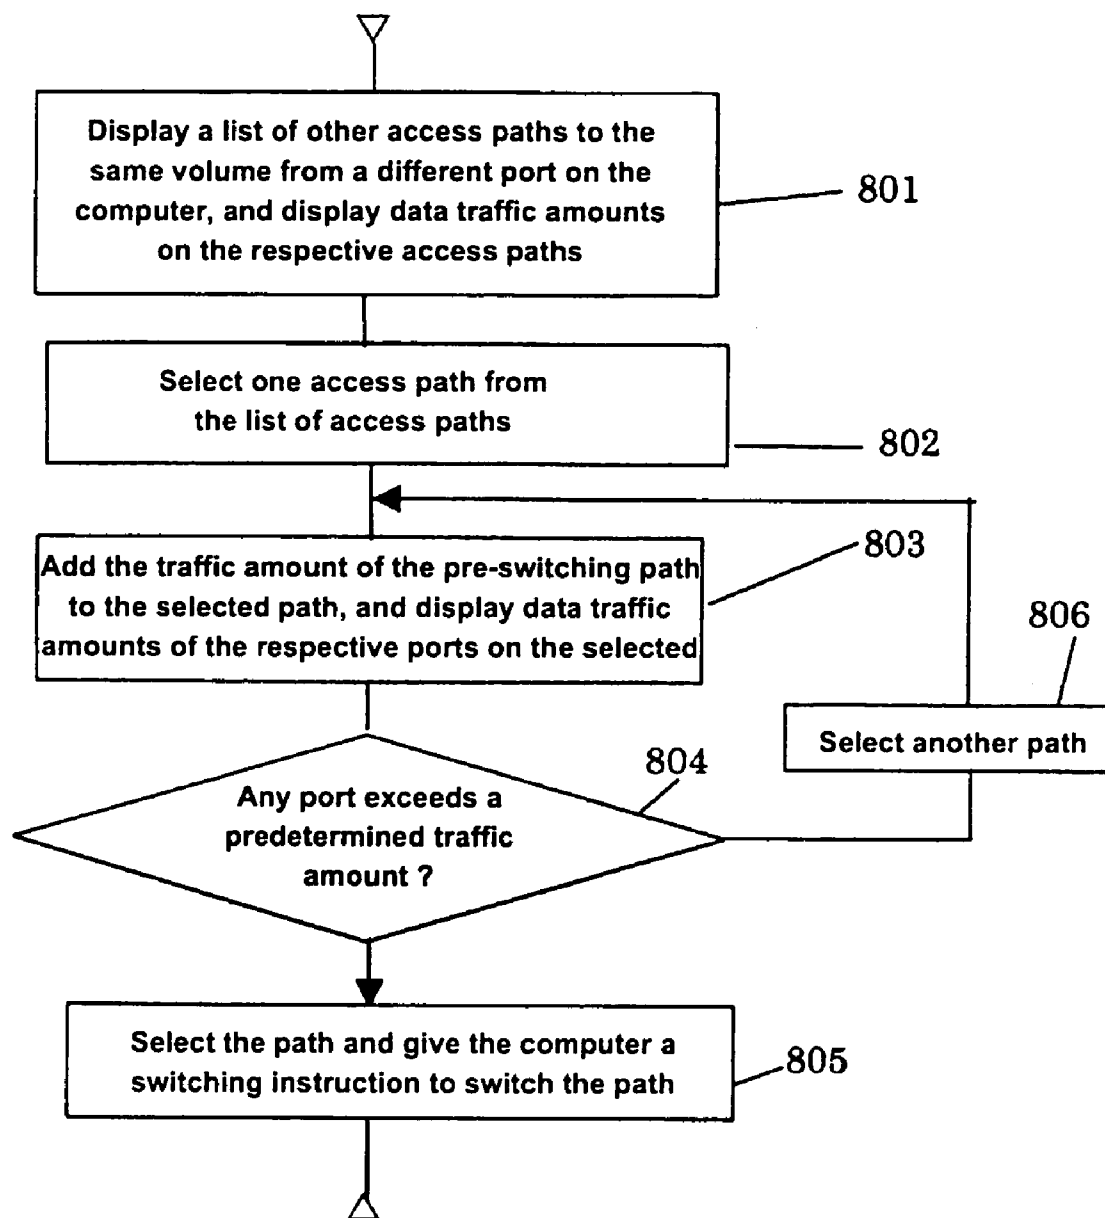 Display a list of other access paths to the
same volume from a different port on the
computer, and display data traffic amounts
on the respective access paths
801
Select one access path from
the list of access paths
802
Add the traffic amount of the pre-switching path
to the selected path, and display data traffic
amounts of the respective ports on the selected
803
806
Select another path
804
Any port exceeds a
predetermined traffic
amount ?
Select the path and give the computer a
switching instruction to switch the path
805